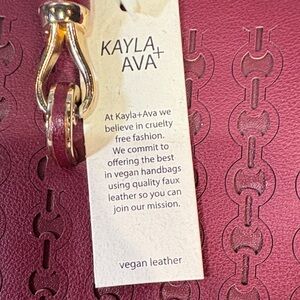 KAYLA+
AVA
At Kayla+Ava we
believe in cruelty
free fashion.
We commit to
offering the best
in vegan handbags
using quality faux
leather so you can
join our mission.
vegan leather